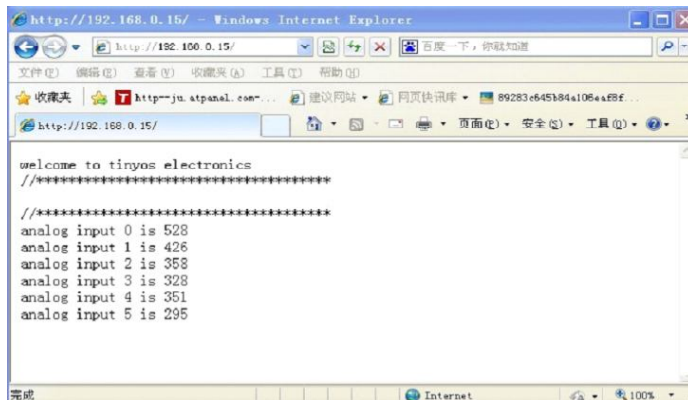 http://192.168.0.15/ - Windows Internet Explorer
http://192.168.0.15/
百度一下，你就知道
文件(F) 编辑(E) 查看(V) 收藏夹(A) 工具(T) 帮助(H)
收藏夹 http--ju.atpanel.com-... 建议网站 网页快讯库
http://192.168.0.15/ 页面(P) 安全(S) 工具(O)
welcome to tinyos electronics
//*************************************
//*************************************
analog input 0 is 528
analog input 1 is 426
analog input 2 is 358
analog input 3 is 328
analog input 4 is 351
analog input 5 is 295
完成 Internet 100%